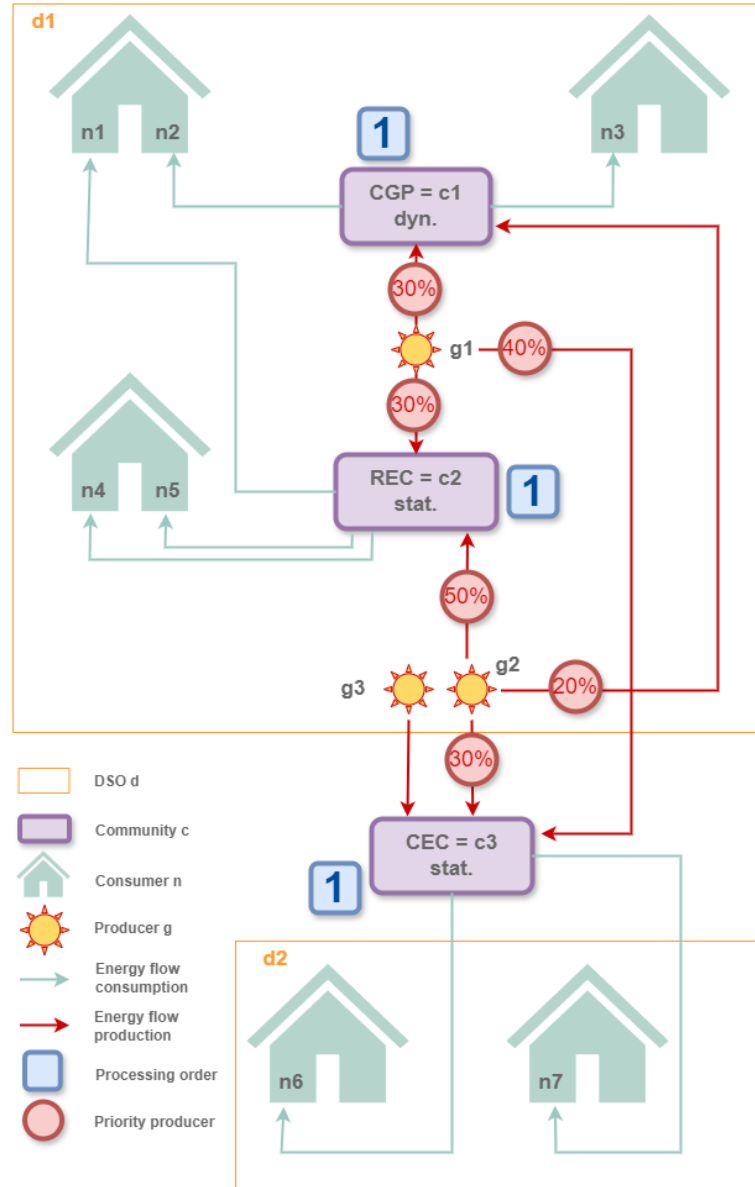 d1
n1
n2
n3
1
CGP = c1
dyn.
30%
g1
40%
30%
n4
n5
REC = c2
stat.
1
50%
g3
g2
20%
30%
DSO d
Community c
CEC = c3
stat.
1
Consumer n
Producer g
d2
Energy flow
consumption
Energy flow
production
Processing order
Priority producer
n6
n7